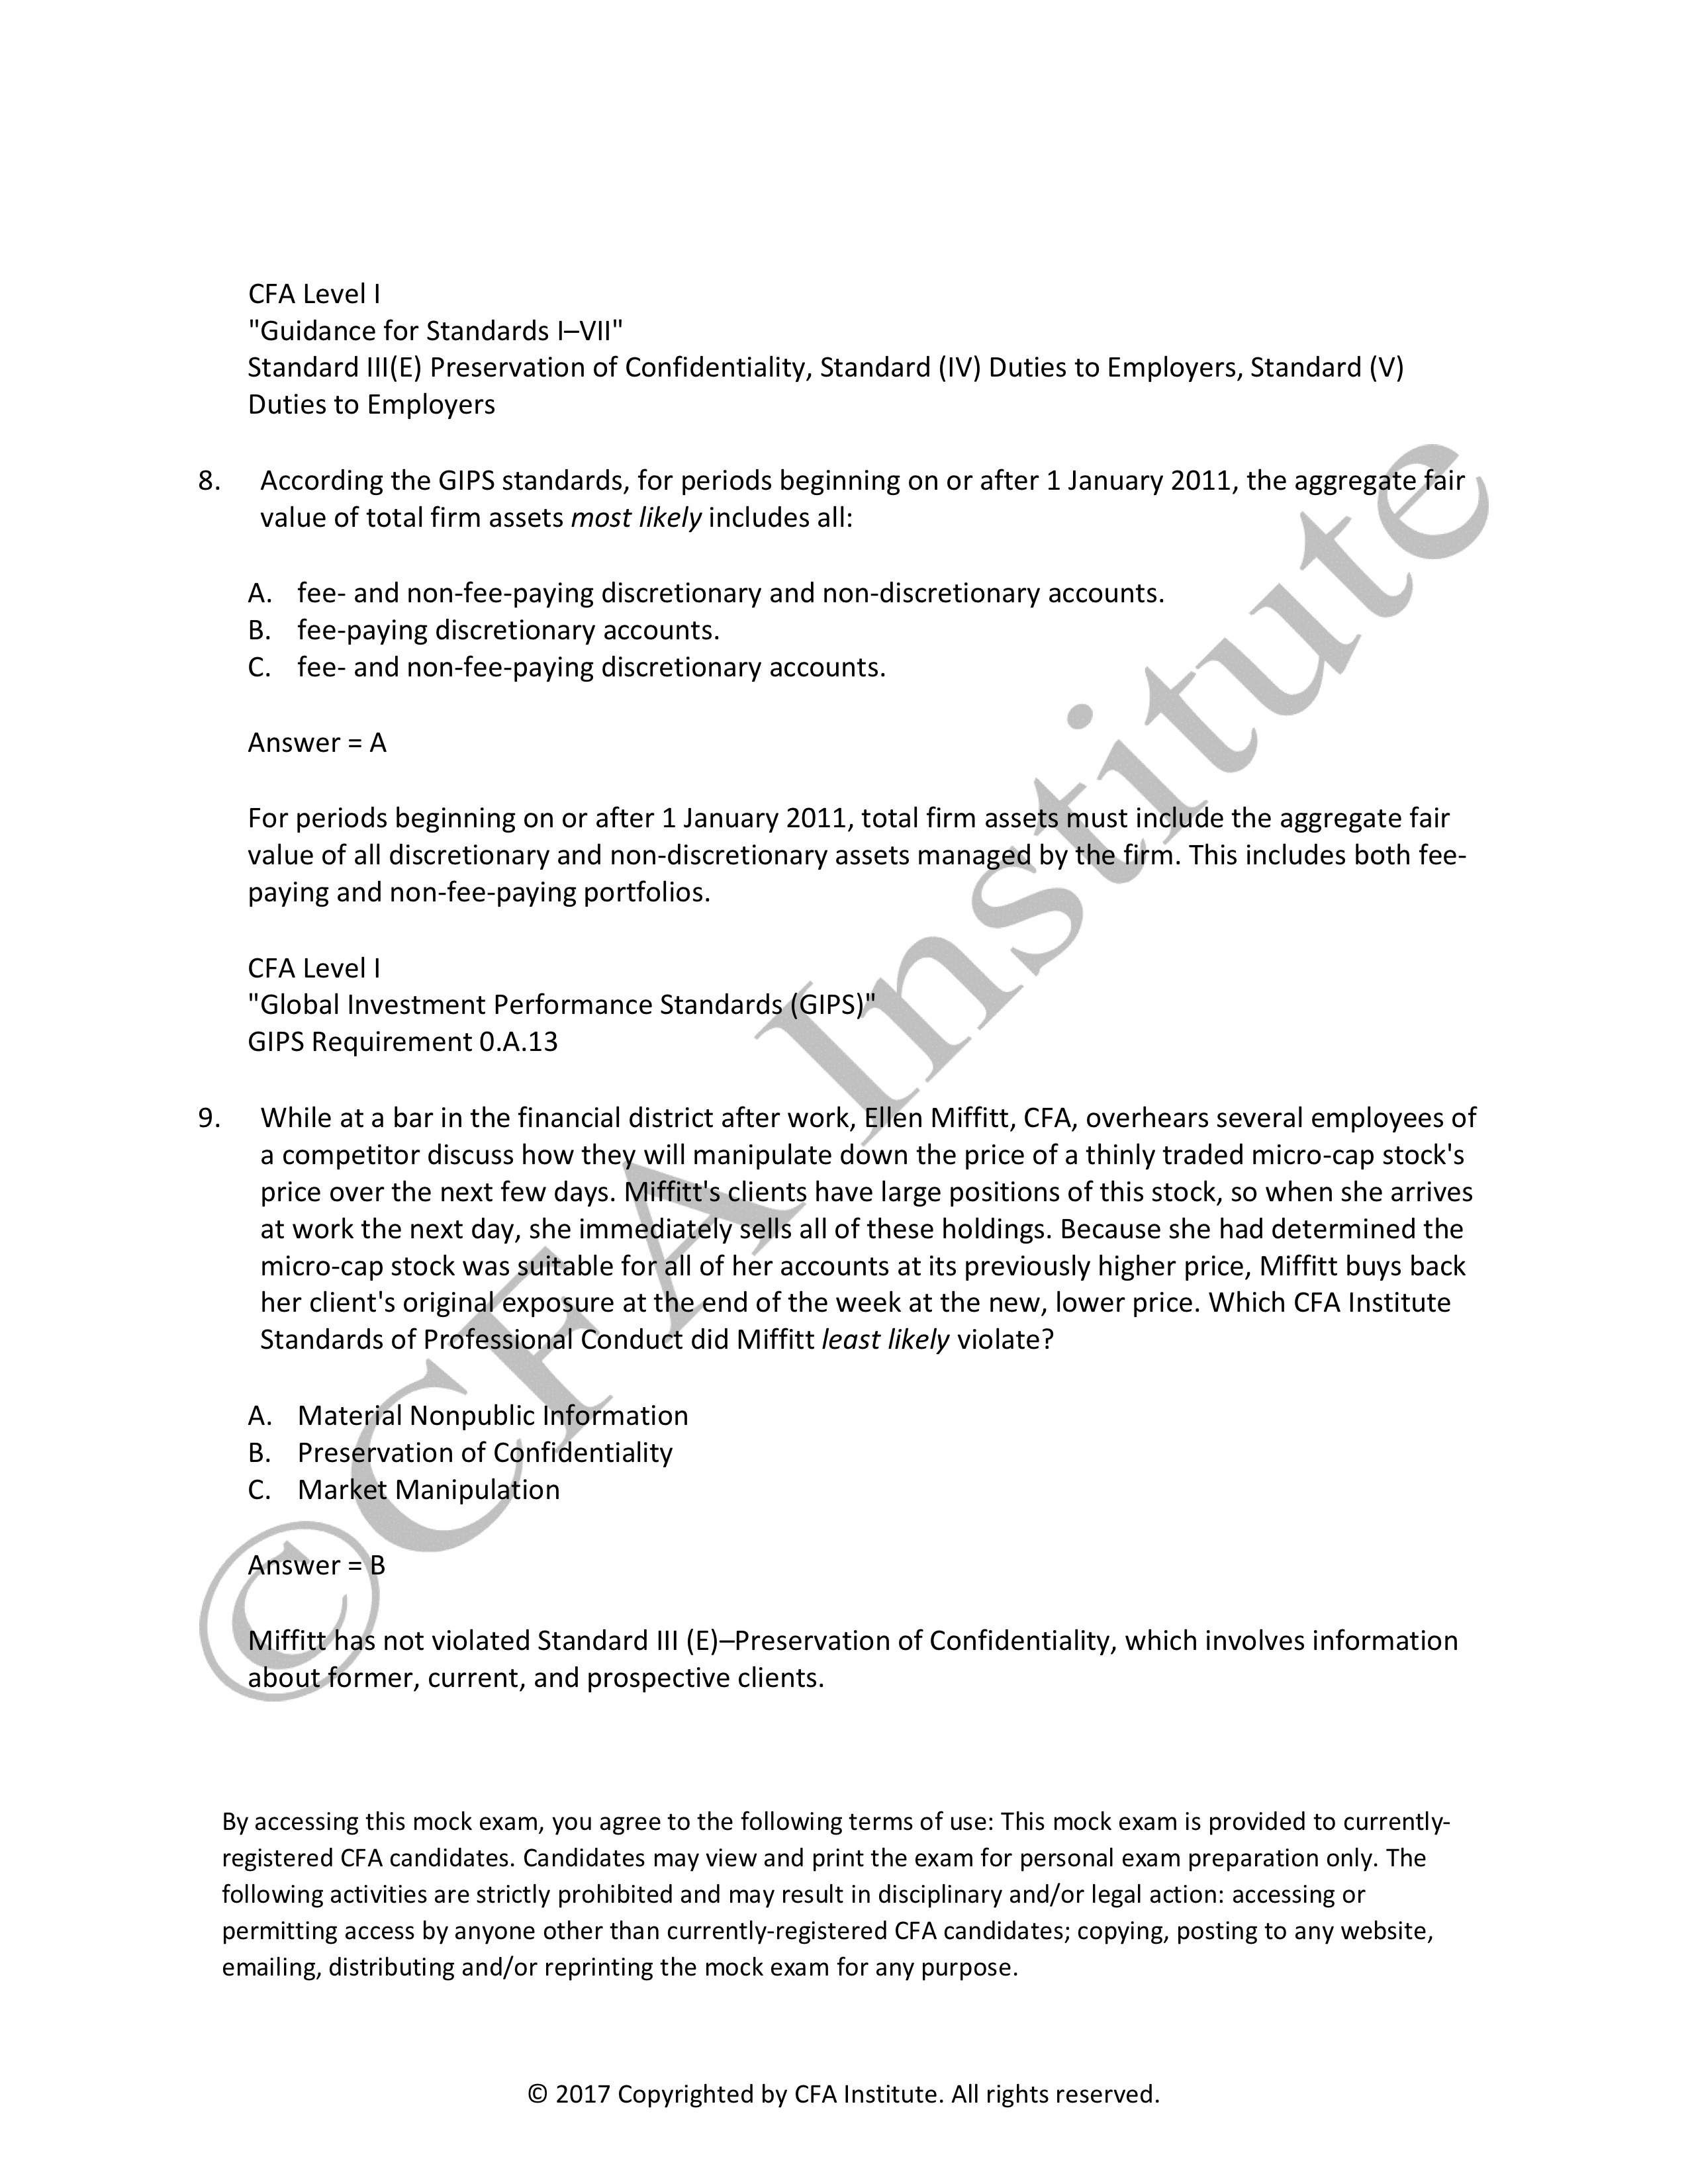 CFA Level I
"Guidance for Standards I–VII"
Standard III(E) Preservation of Confidentiality, Standard (IV) Duties to Employers, Standard (V)
Duties to Employers
8. According the GIPS standards, for periods beginning on or after 1 January 2011, the aggregate fair
value of total firm assets most likely includes all:
A. fee- and non-fee-paying discretionary and non-discretionary accounts.
B. fee-paying discretionary accounts.
C. fee- and non-fee-paying discretionary accounts.
Answer = A
For periods beginning on or after 1 January 2011, total firm assets must include the aggregate fair
value of all discretionary and non-discretionary assets managed by the firm. This includes both fee-
paying and non-fee-paying portfolios.
CFA Level I
"Global Investment Performance Standards (GIPS)"
GIPS Requirement 0.A.13
9. While at a bar in the financial district after work, Ellen Miffitt, CFA, overhears several employees of
a competitor discuss how they will manipulate down the price of a thinly traded micro-cap stock's
price over the next few days. Miffitt's clients have large positions of this stock, so when she arrives
at work the next day, she immediately sells all of these holdings. Because she had determined the
micro-cap stock was suitable for all of her accounts at its previously higher price, Miffitt buys back
her client's original exposure at the end of the week at the new, lower price. Which CFA Institute
Standards of Professional Conduct did Miffitt least likely violate?
A. Material Nonpublic Information
B. Preservation of Confidentiality
C. Market Manipulation
Answer = B
Miffitt has not violated Standard III (E)–Preservation of Confidentiality, which involves information
about former, current, and prospective clients.
By accessing this mock exam, you agree to the following terms of use: This mock exam is provided to currently-
registered CFA candidates. Candidates may view and print the exam for personal exam preparation only. The
following activities are strictly prohibited and may result in disciplinary and/or legal action: accessing or
permitting access by anyone other than currently-registered CFA candidates; copying, posting to any website,
emailing, distributing and/or reprinting the mock exam for any purpose.
© 2017 Copyrighted by CFA Institute. All rights reserved.
© CFA Institute